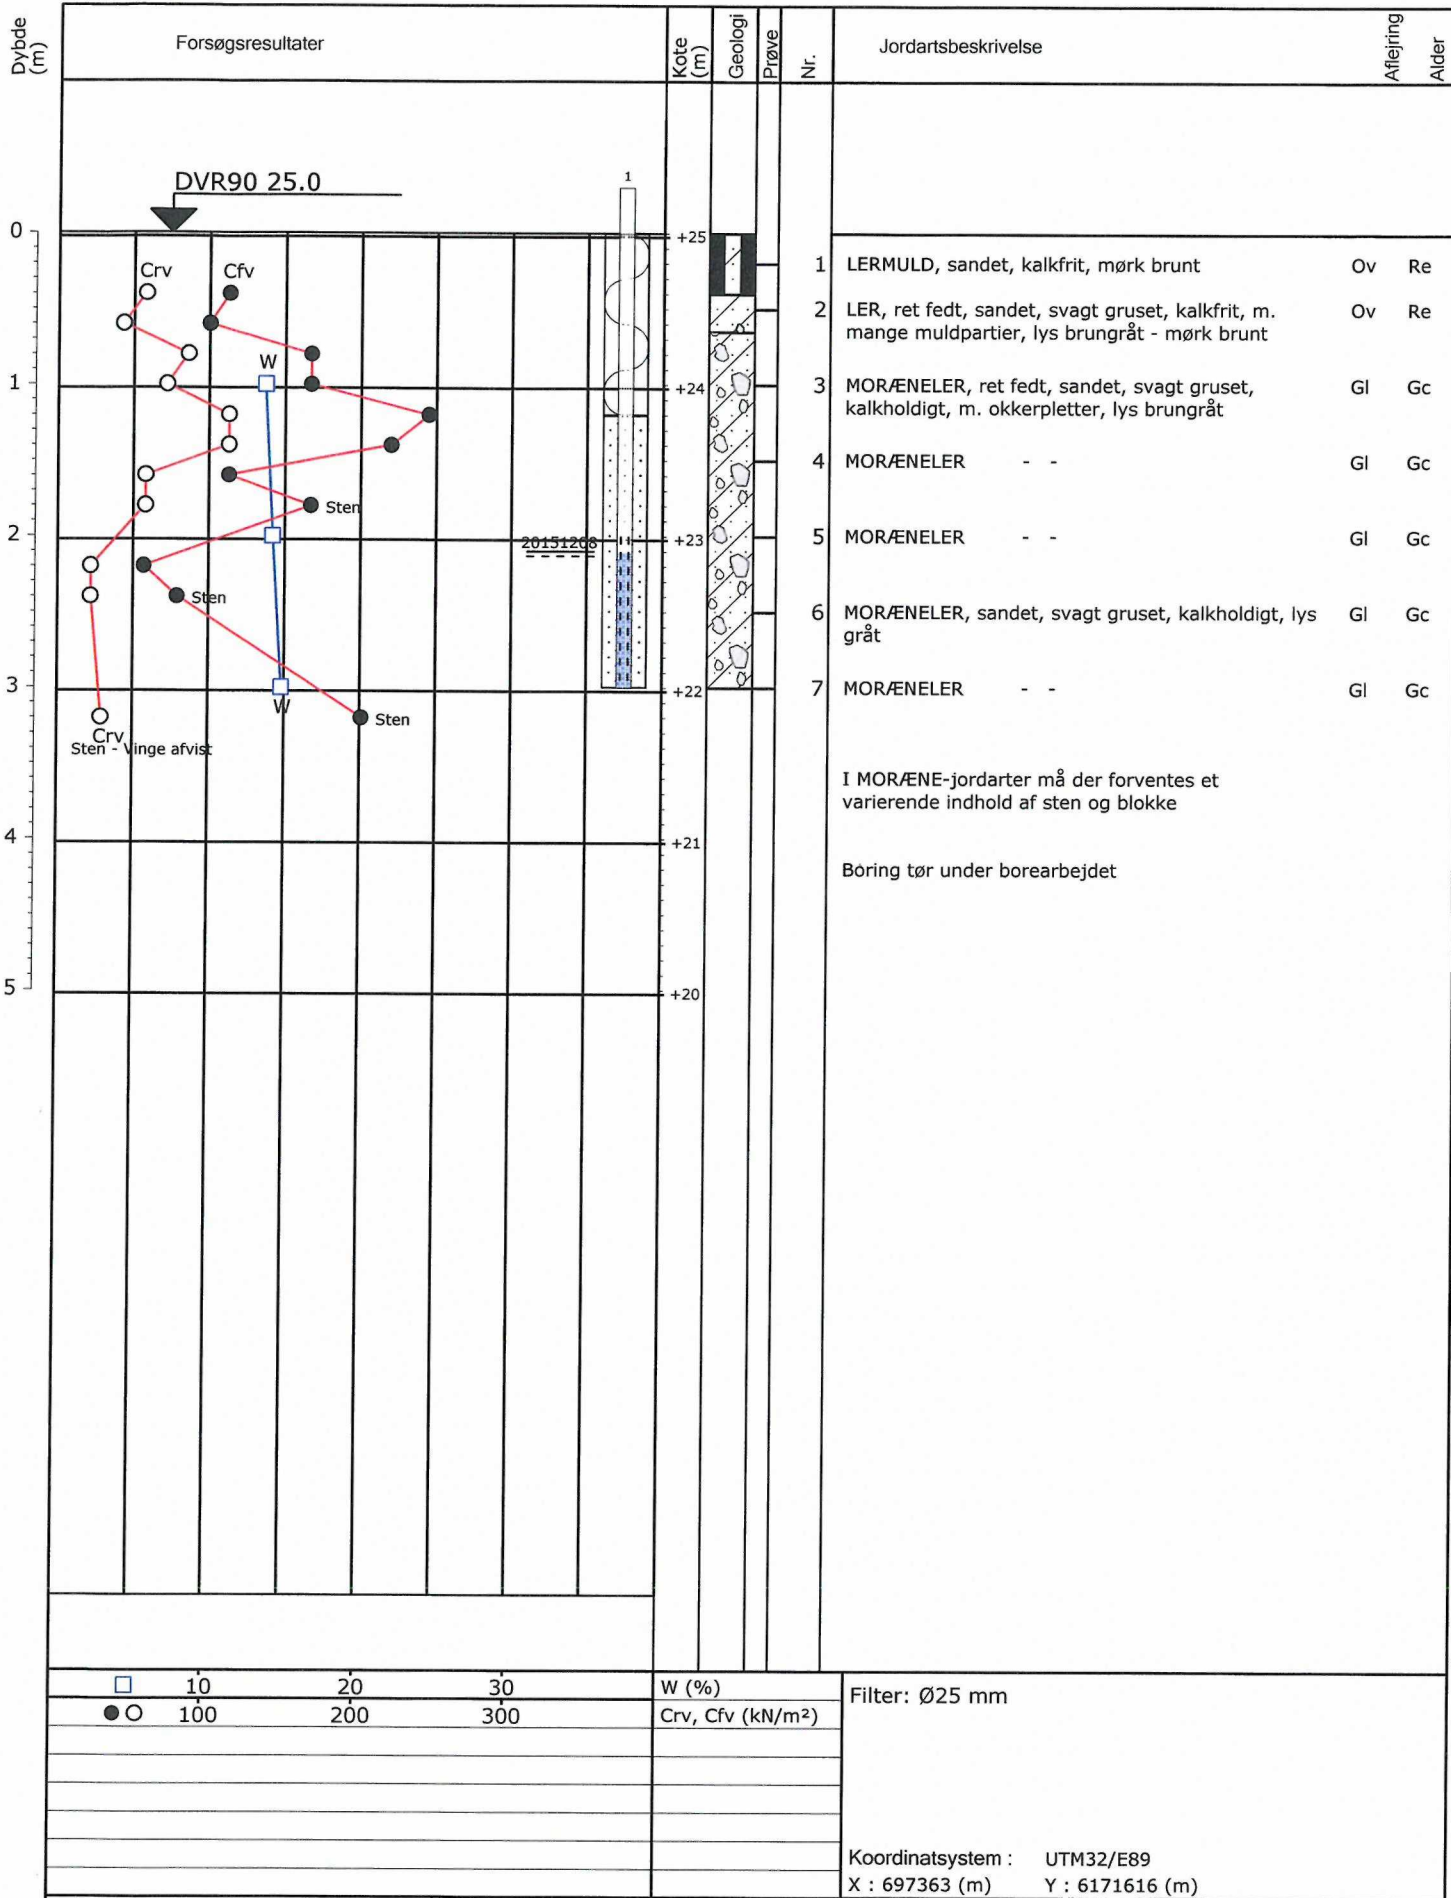 Dybde (m)
Forsøgsresultater
Kote (m)
Geologi
Prøve
Nr.
Jordartsbeskrivelse
Aflejring
Alder
DVR90 25.0
1
0
+25
Crv
Cfv
1 LERMULD, sandet, kalkfrit, mørk brunt Ov Re
2 LER, ret fedt, sandet, svagt gruset, kalkfrit, m. Ov Re
mange muldpartier, lys brungråt - mørk brunt
W
1
+24
3 MORÆNELER, ret fedt, sandet, svagt gruset, Gl Gc
kalkholdigt, m. okkerpletter, lys brungråt
4 MORÆNELER - - Gl Gc
Sten
2
20151208
+23
5 MORÆNELER - - Gl Gc
Sten
6 MORÆNELER, sandet, svagt gruset, kalkholdigt, lys Gl Gc
gråt
3
+22
7 MORÆNELER - - Gl Gc
W
Sten
Crv
Sten - Vinge afvist
I MORÆNE-jordarter må der forventes et
varierende indhold af sten og blokke
4
+21
Boring tør under borearbejdet
5
+20
10 20 30 W (%)
100 200 300 Crv, Cfv (kN/m²)
Filter: Ø25 mm
Koordinatsystem : UTM32/E89
X : 697363 (m) Y : 6171616 (m)